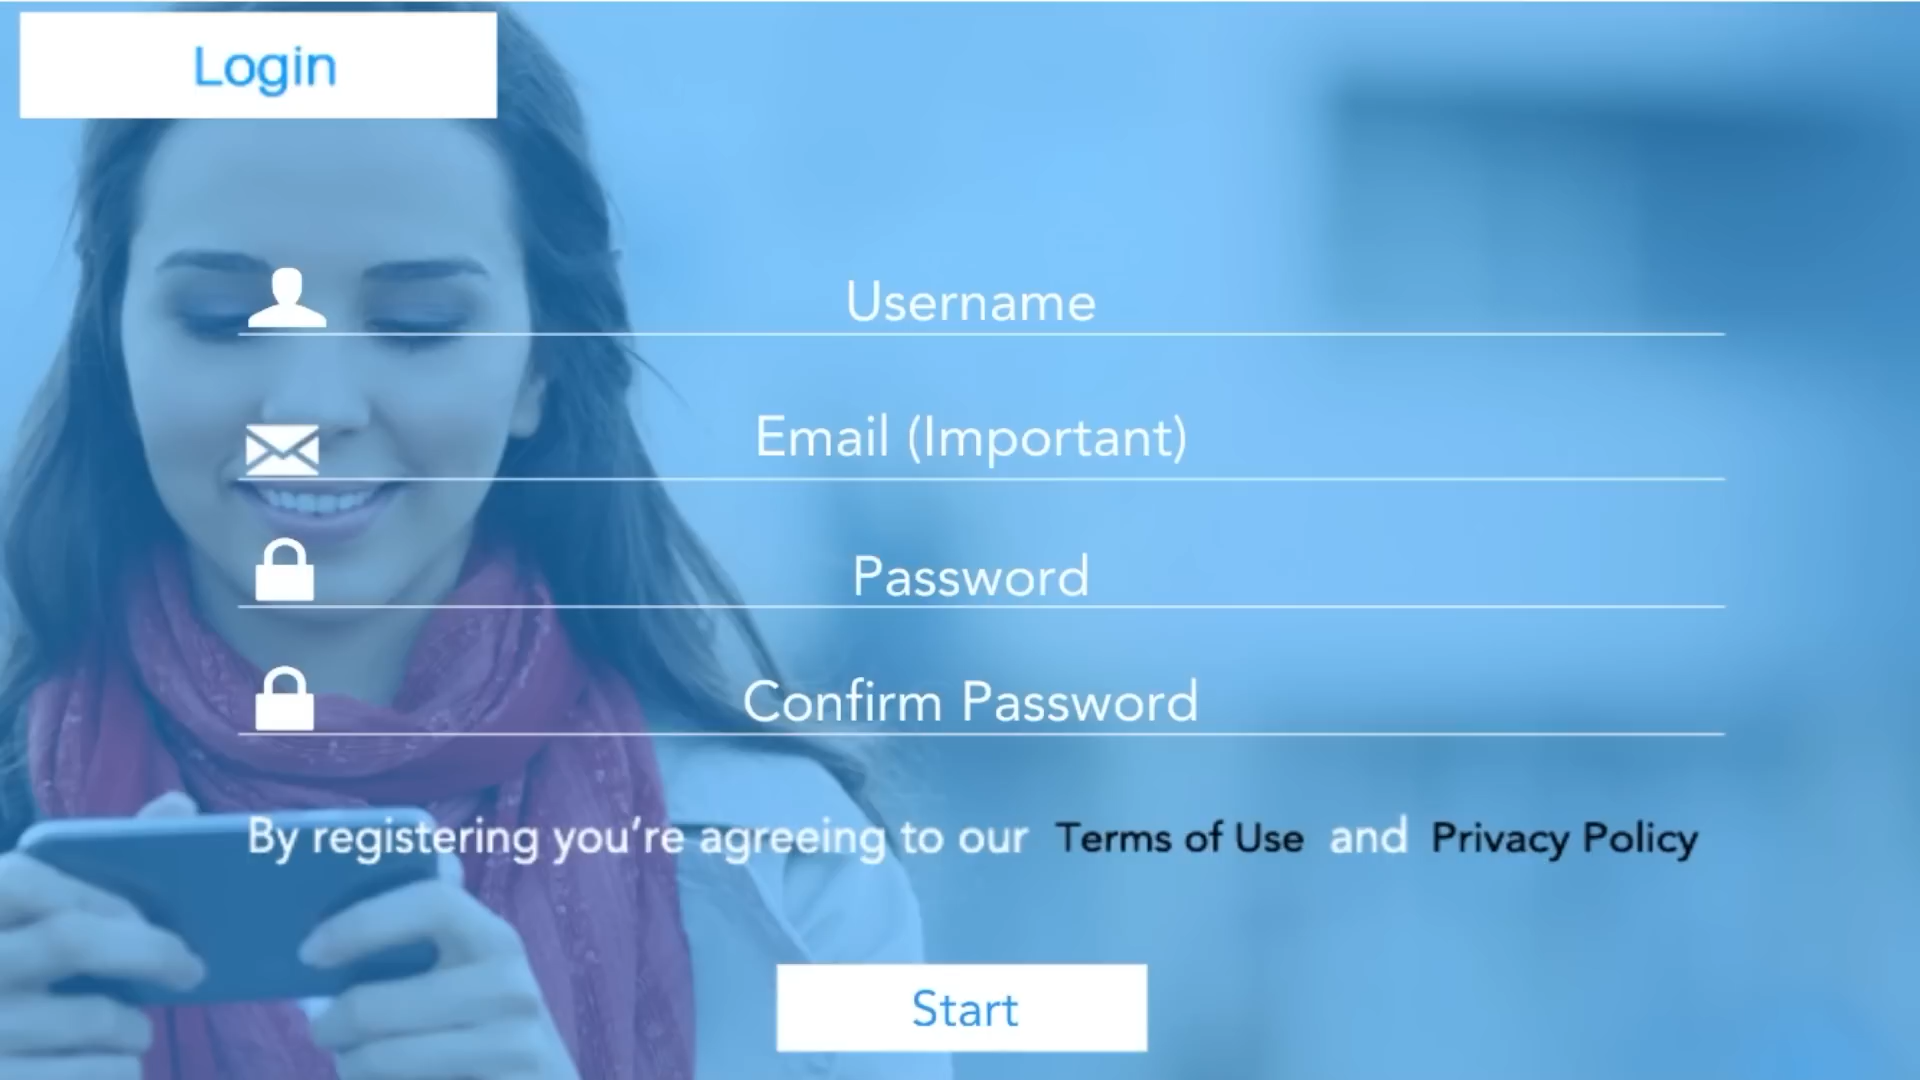 Login
Username
Email (Important)
Password
Confirm Password
By registering you're agreeing to our Terms of Use and Privacy Policy
Start